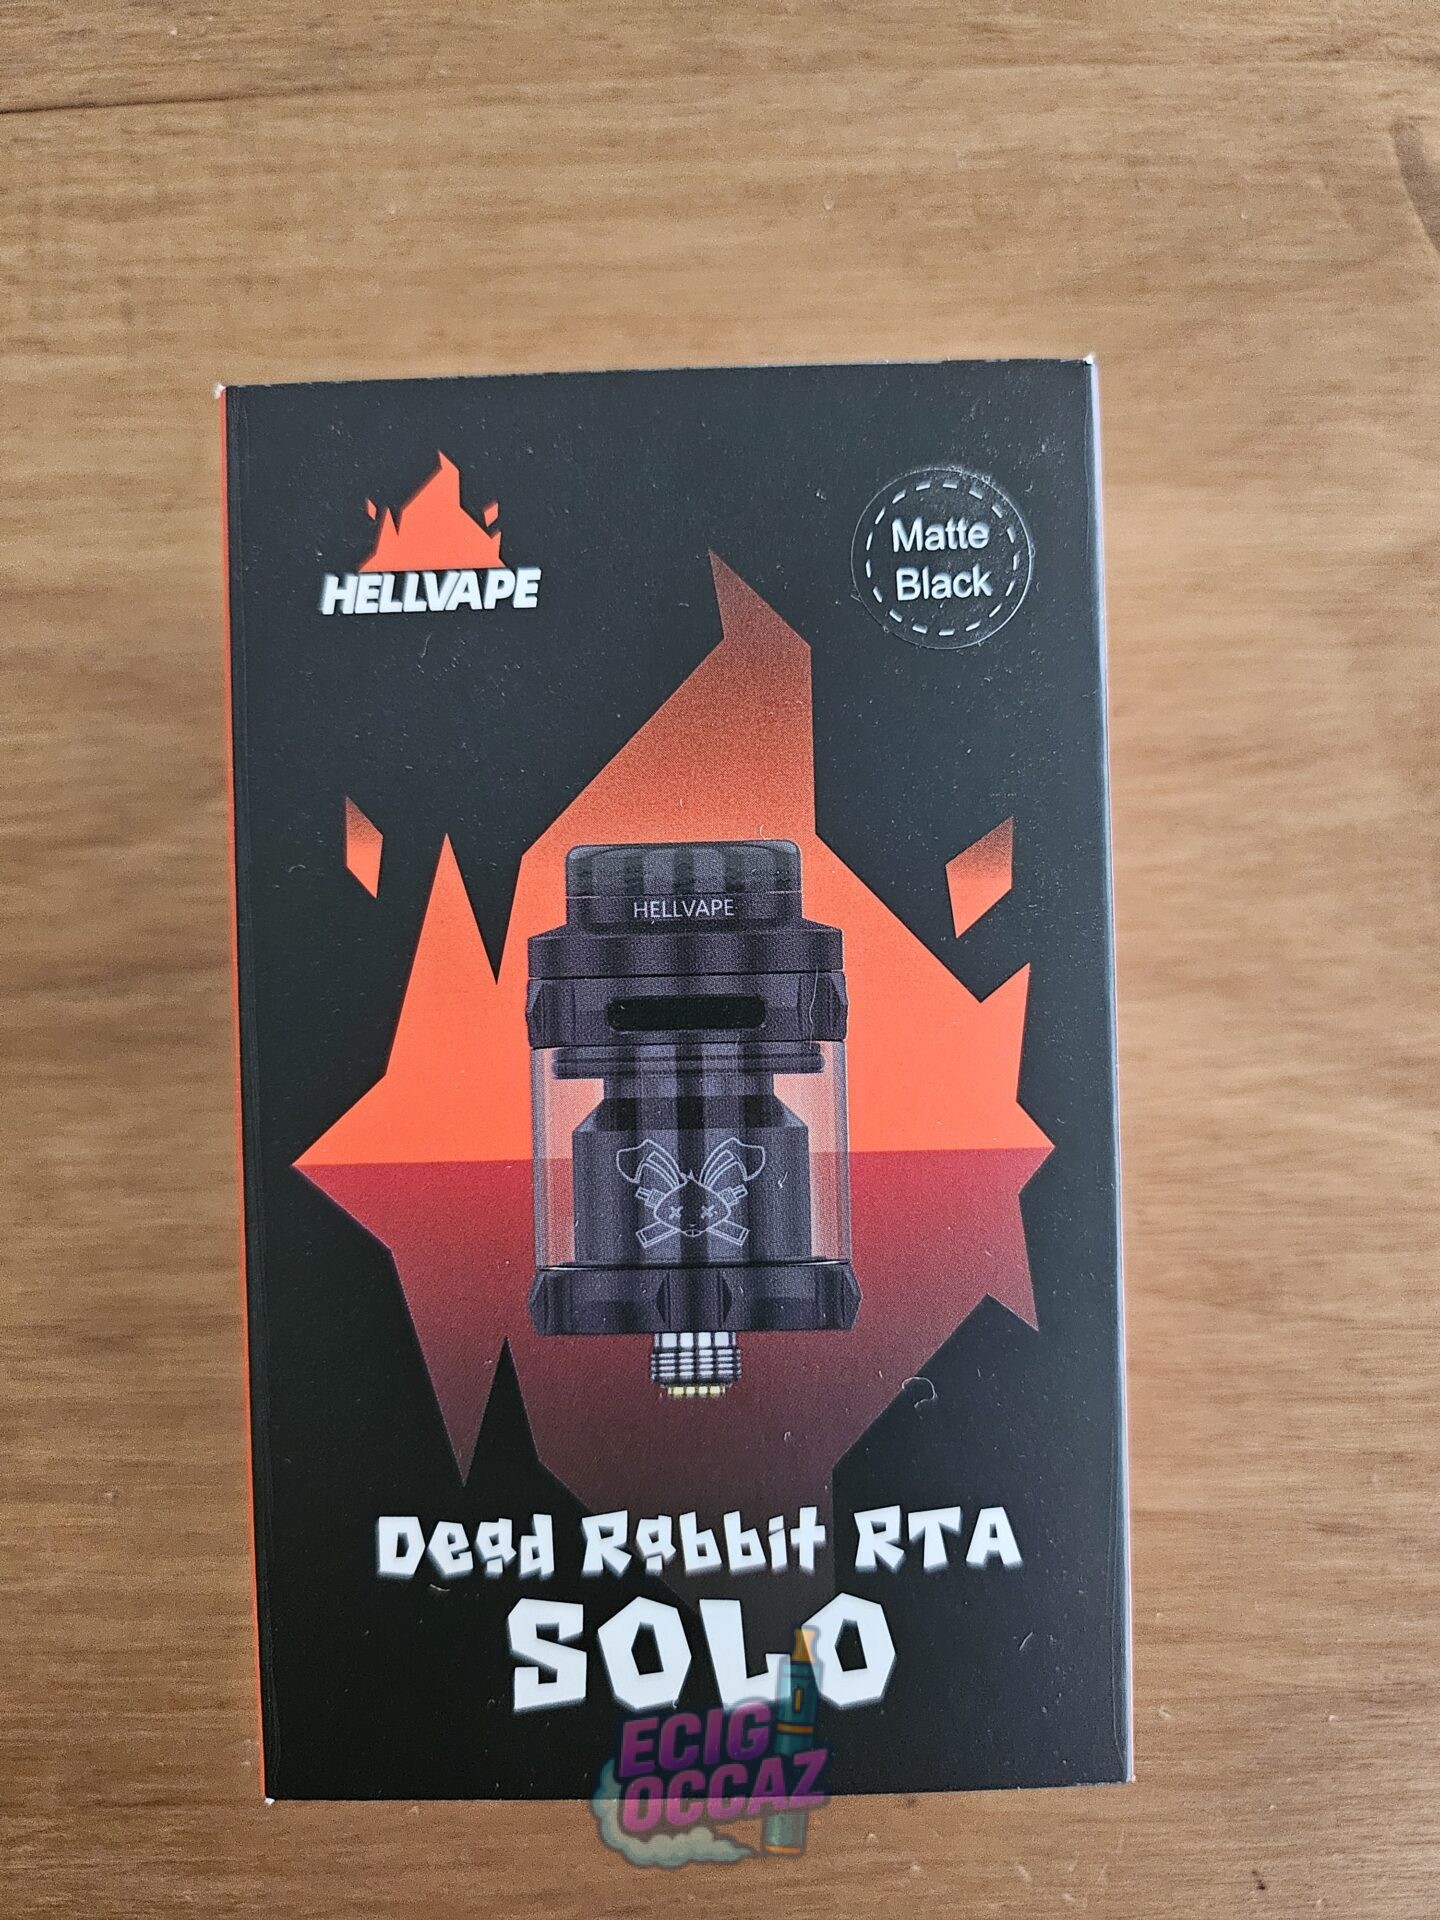 HELLVAPE
Matte
Black
HELLVAPE
Dead Rabbit RTA
SOLO
ECIG
OCCAZ